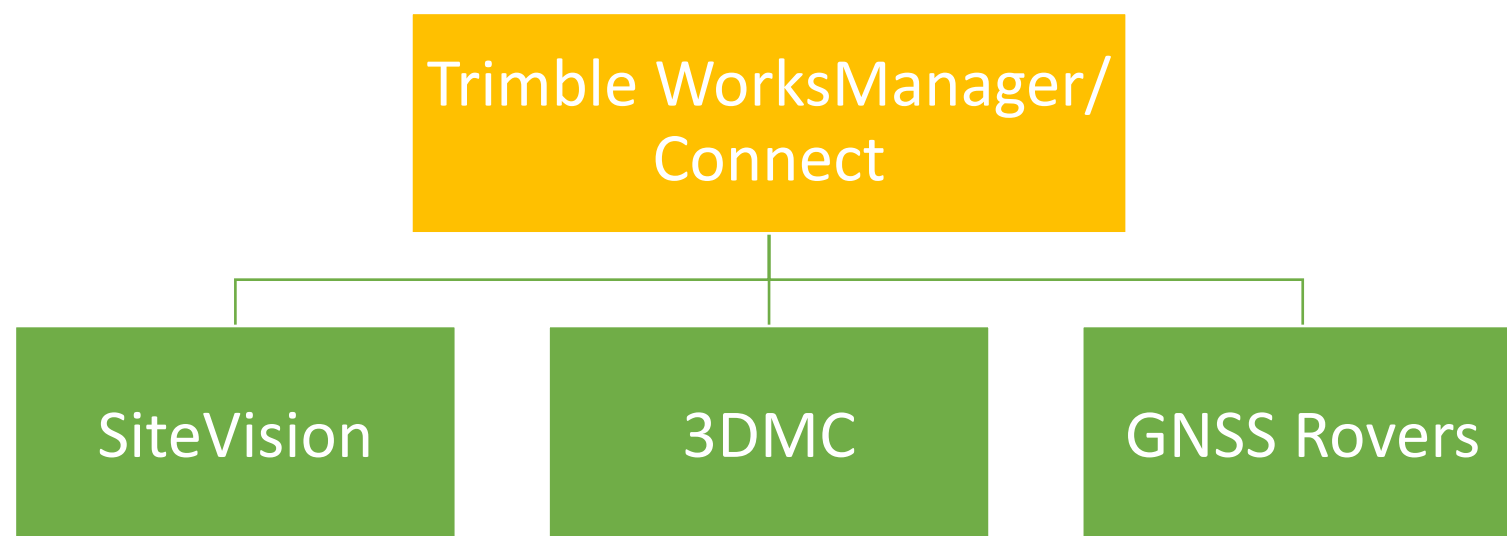 Trimble WorksManager/
Connect
SiteVision
3DMC
GNSS Rovers